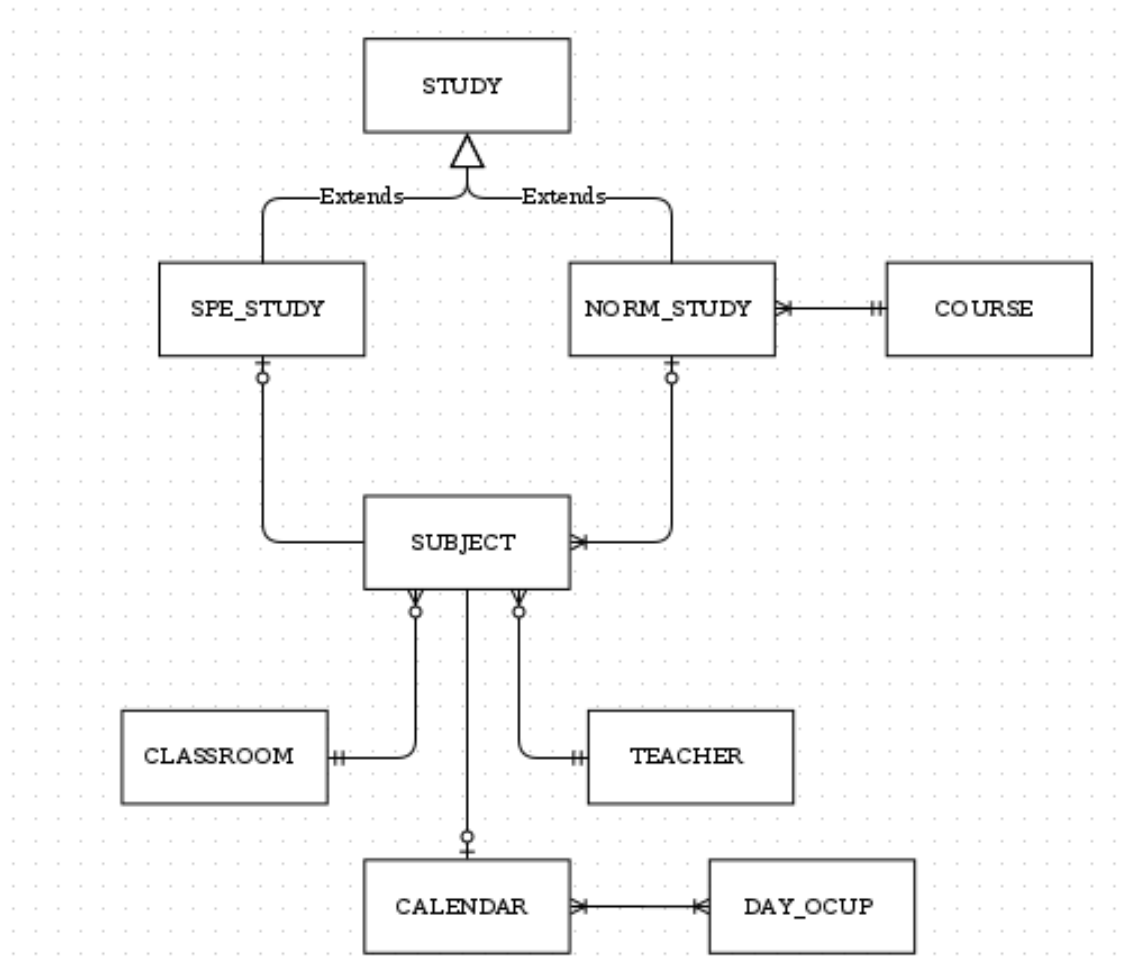 STUDY
Extends
Extends
SPE_STUDY
NORM_STUDY
COURSE
SUBJECT
CLASSROOM
TEACHER
CALENDAR
DAY_OCUP